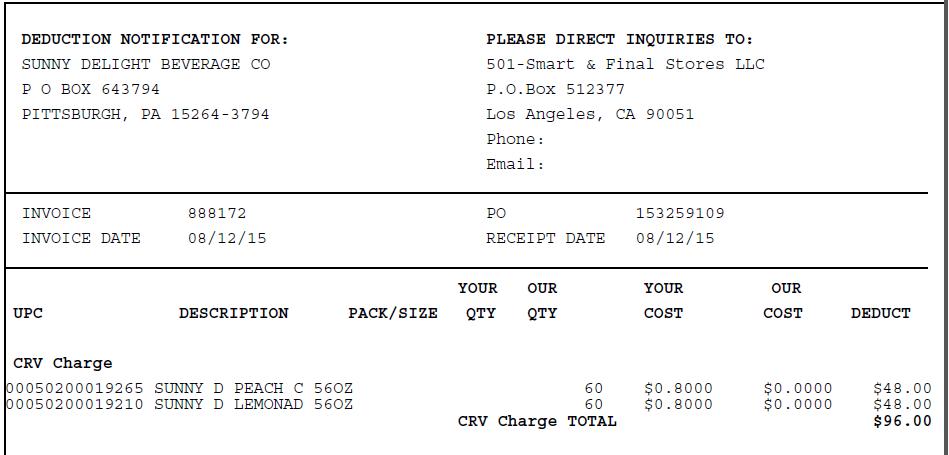 DEDUCTION NOTIFICATION FOR: PLEASE DIRECT INQUIRIES TO:
SUNNY DELIGHT BEVERAGE CO 501-Smart & Final Stores LLC
P O BOX 643794 P.O.Box 512377
PITTSBURGH, PA 15264-3794 Los Angeles, CA 90051
Phone:
Email:
INVOICE 888172 PO 153259109
INVOICE DATE 08/12/15 RECEIPT DATE 08/12/15
YOUR OUR YOUR OUR
UPC DESCRIPTION PACK/SIZE QTY QTY COST COST DEDUCT
CRV Charge
00050200019265 SUNNY D PEACH C 56OZ 60 $0.8000 $0.0000 $48.00
00050200019210 SUNNY D LEMONAD 56OZ 60 $0.8000 $0.0000 $48.00
CRV Charge TOTAL $96.00